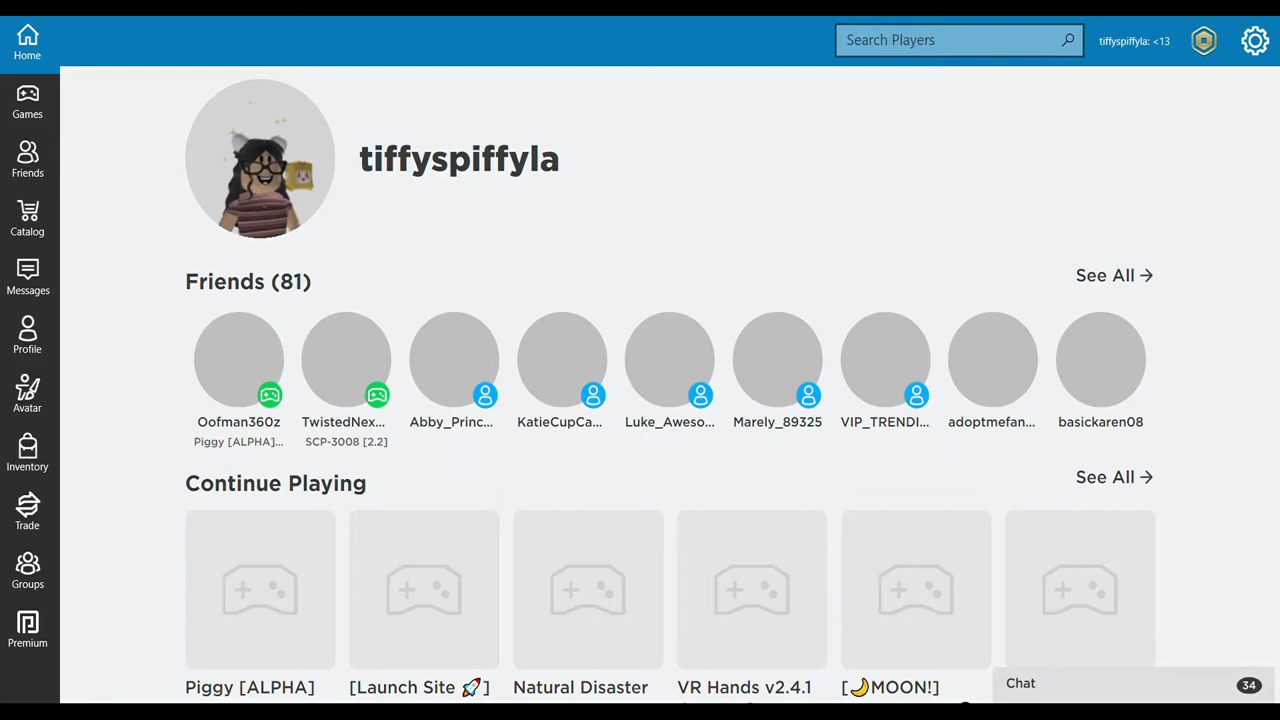 Home
Search Players
tiffyspiffyla: <13
Games
Friends
Catalog
Messages
Profile
Avatar
Inventory
Trade
Groups
Premium
tiffyspiffyla
Friends (81)
See All
Oofman360z
TwistedNex...
Abby_Princ...
KatieCupCa...
Luke_Aweso...
Marely_89325
VIP_TRENDI...
adoptmefan...
basickaren08
Piggy [ALPHA]...
SCP-3008 [2.2]
Continue Playing
See All
Piggy [ALPHA]
[Launch Site 🚀]
Natural Disaster
VR Hands v2.4.1
[🌙MOON!]
Chat
34